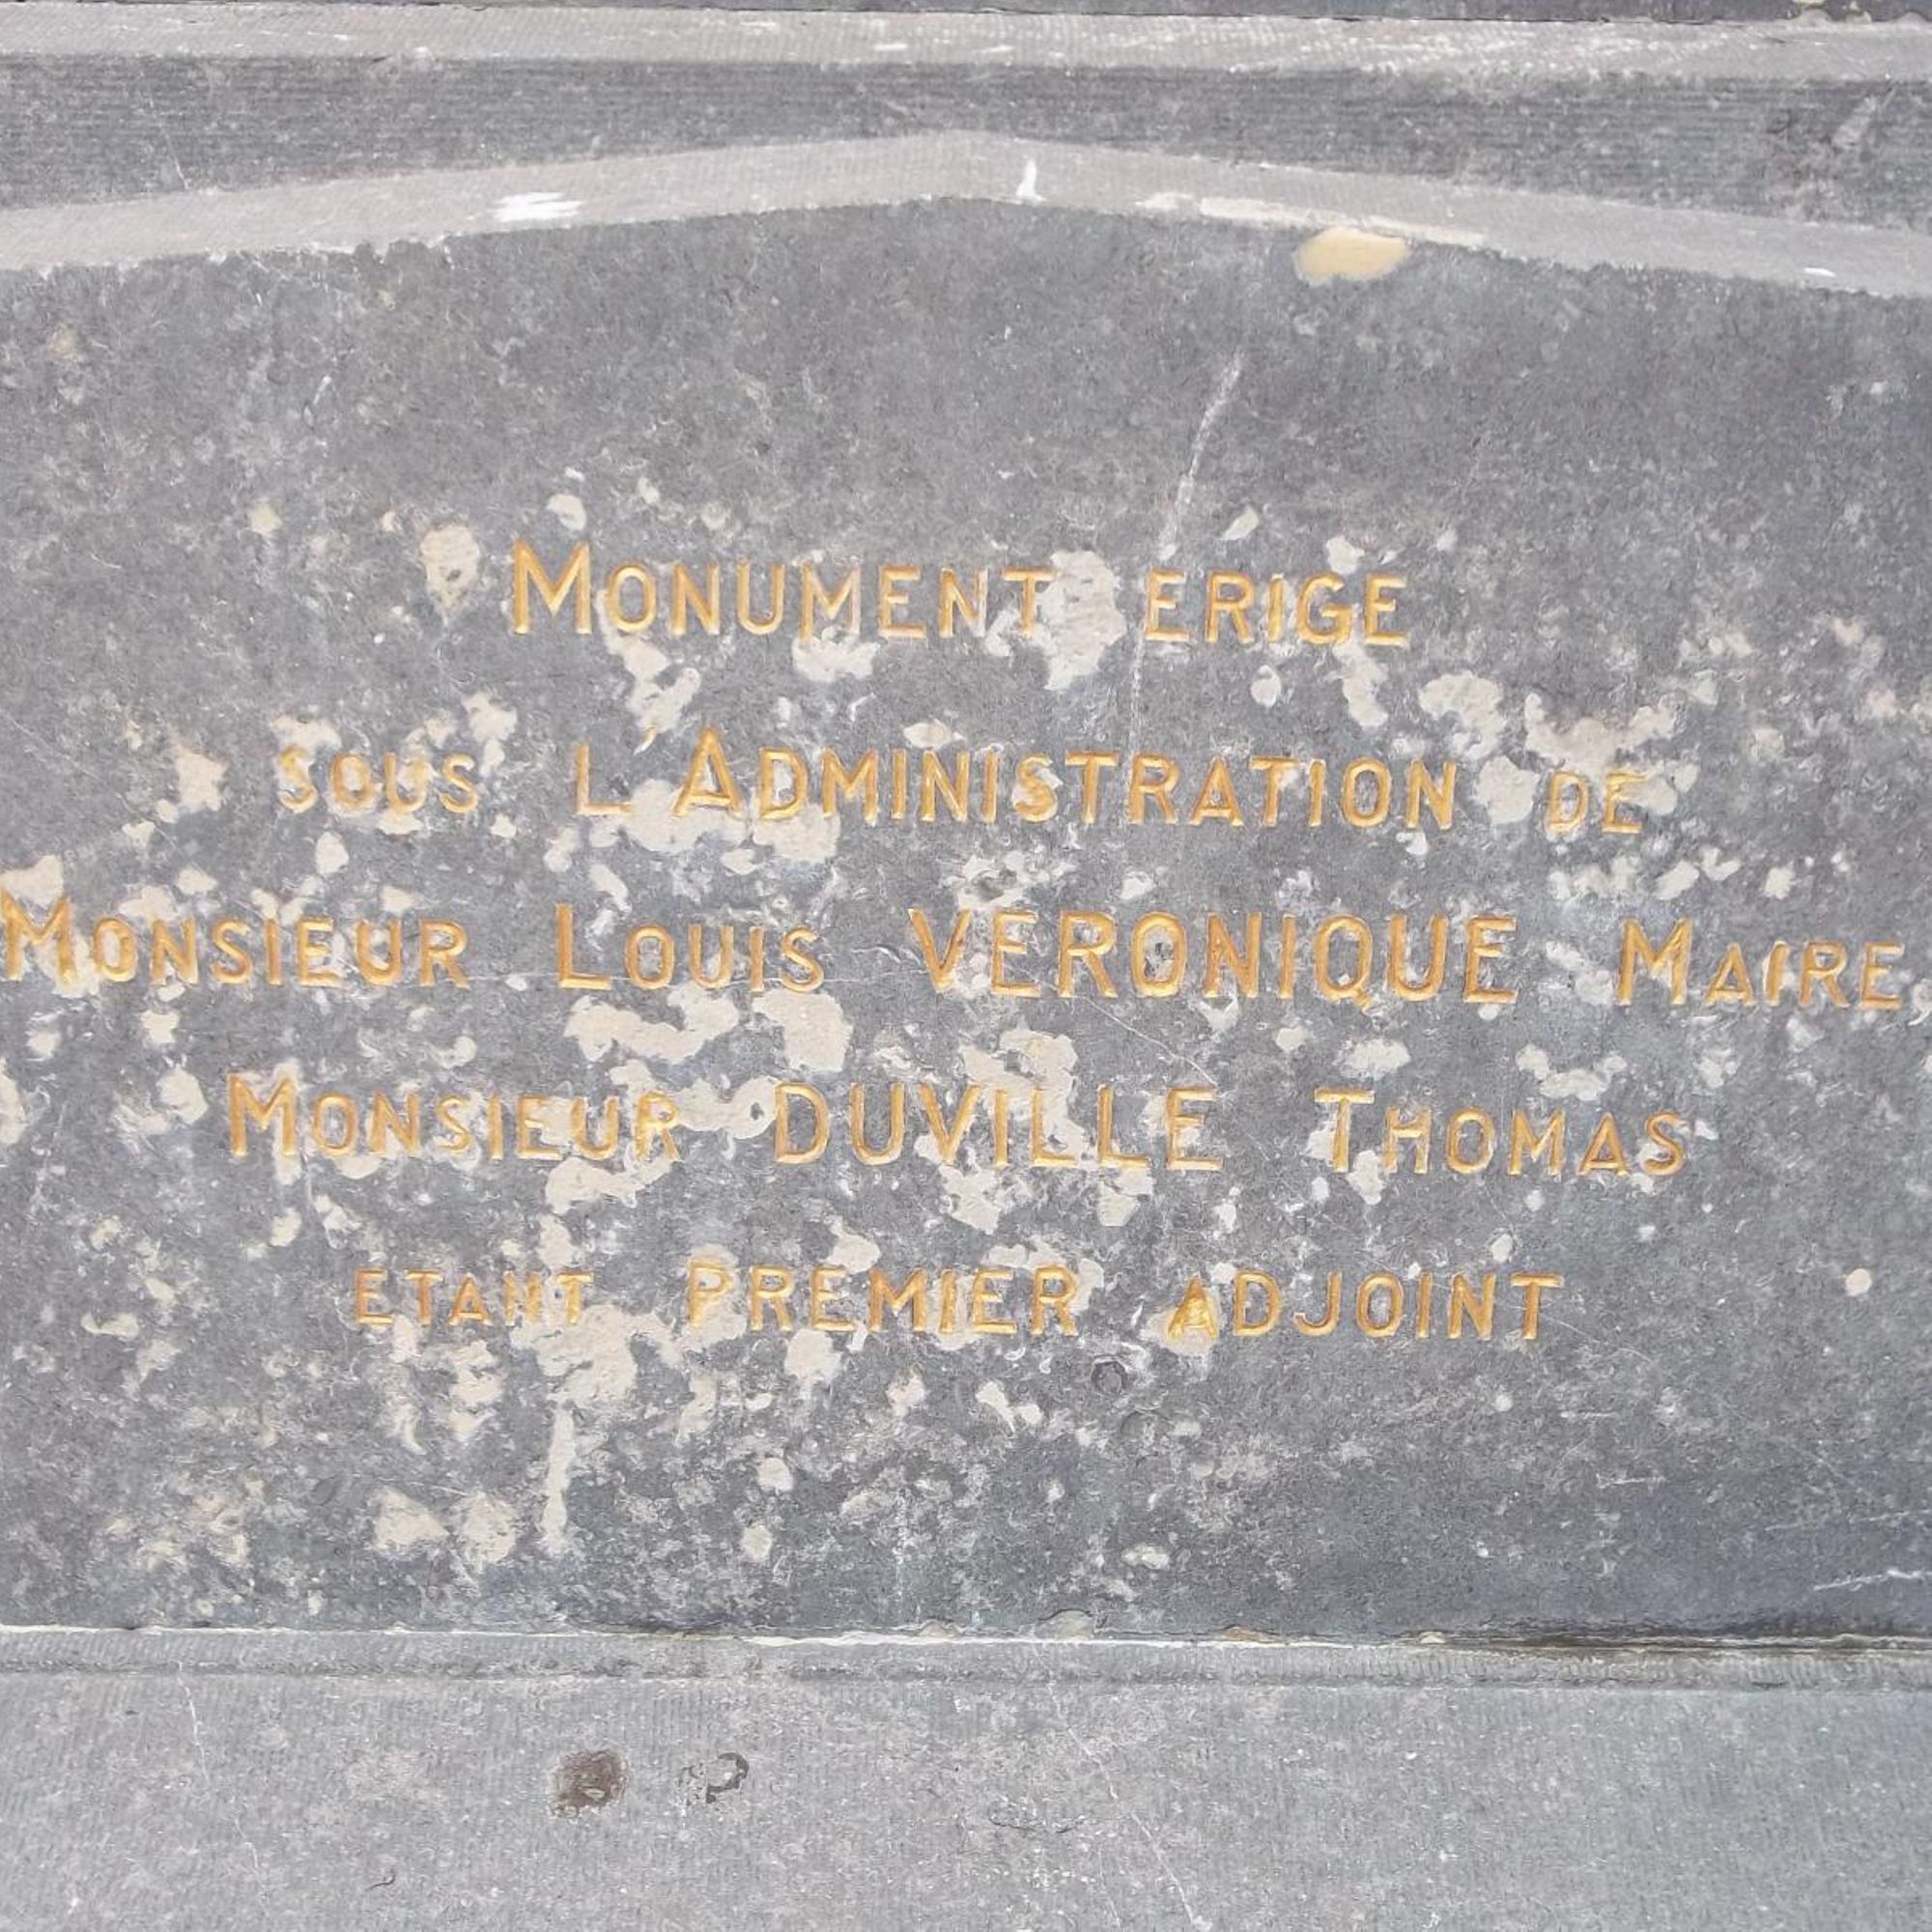 MONUMENT ERIGE
SOUS L'ADMINISTRATION DE
MONSIEUR LOUIS VERONIQUE MAIRE,
MONSIEUR DUVILLE THOMAS
ETANT PREMIER ADJOINT